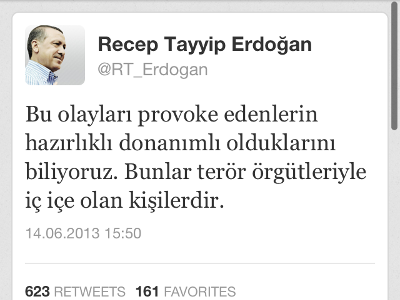 Recep Tayyip Erdoğan
@RT_Erdogan
Bu olayları provoke edenlerin
hazırlıklı donanımlı olduklarını
biliyoruz. Bunlar terör örgütleriyle
iç içe olan kişilerdir.
14.06.2013 15:50
623 RETWEETS 161 FAVORITES